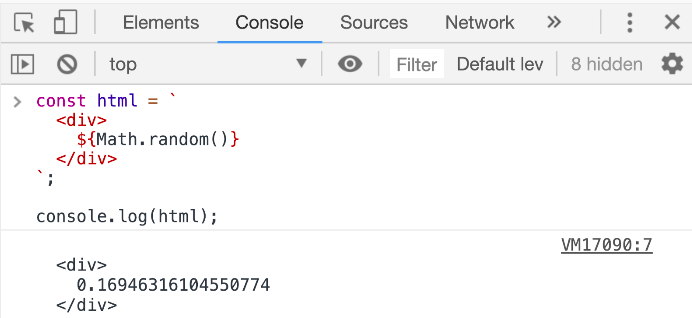 Elements Console Sources Network »
top Filter Default lev 8 hidden
> const html = `
<div>
${Math.random()}
</div>
`;
console.log(html);
VM17090:7
<div>
0.16946316104550774
</div>